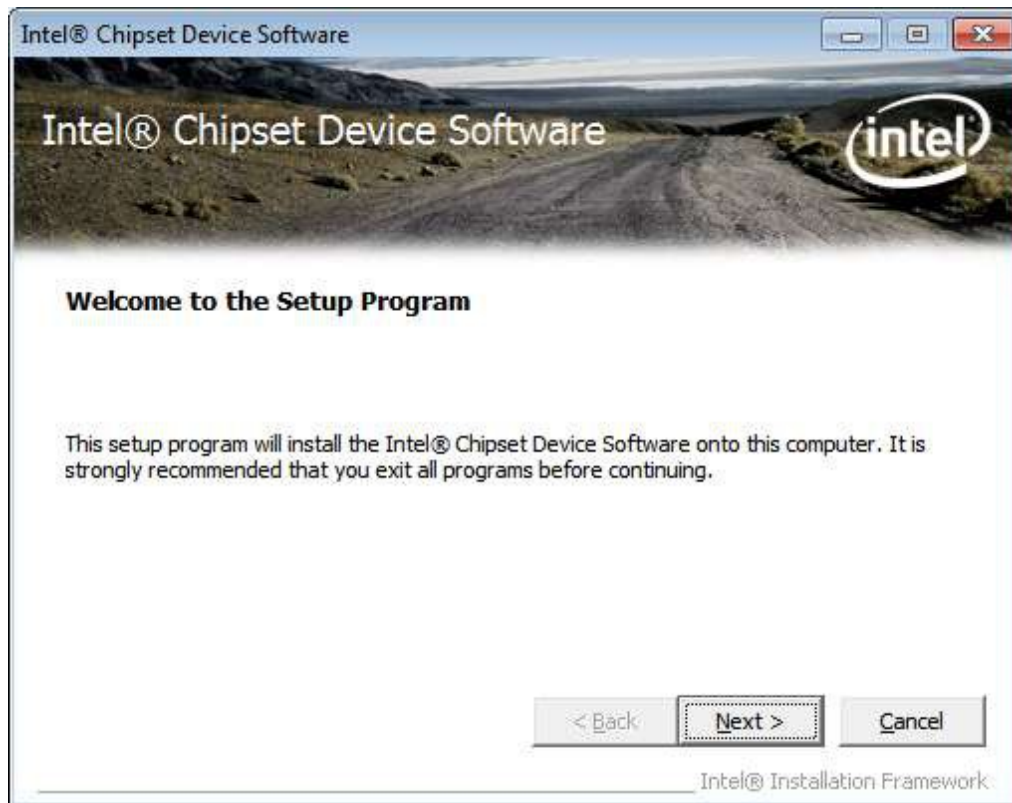 Intel® Chipset Device Software
Intel® Chipset Device Software
intel®
Welcome to the Setup Program
This setup program will install the Intel® Chipset Device Software onto this computer. It is
strongly recommended that you exit all programs before continuing.
< Back Next > Cancel
Intel® Installation Framework